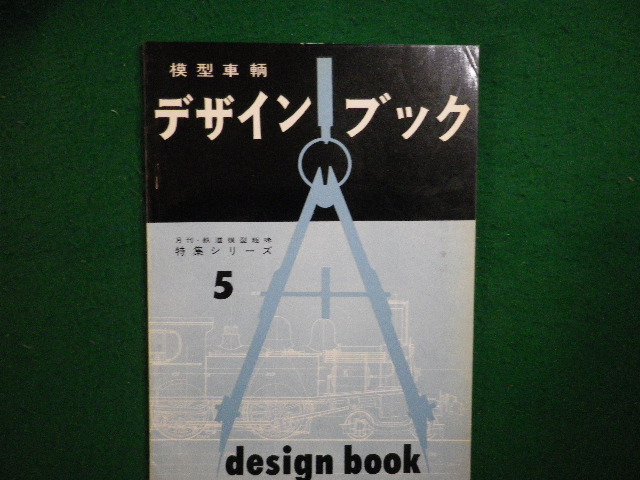 模型車輌
デザインブック
月刊・鉄道模型趣味
特集シリーズ
5
design book